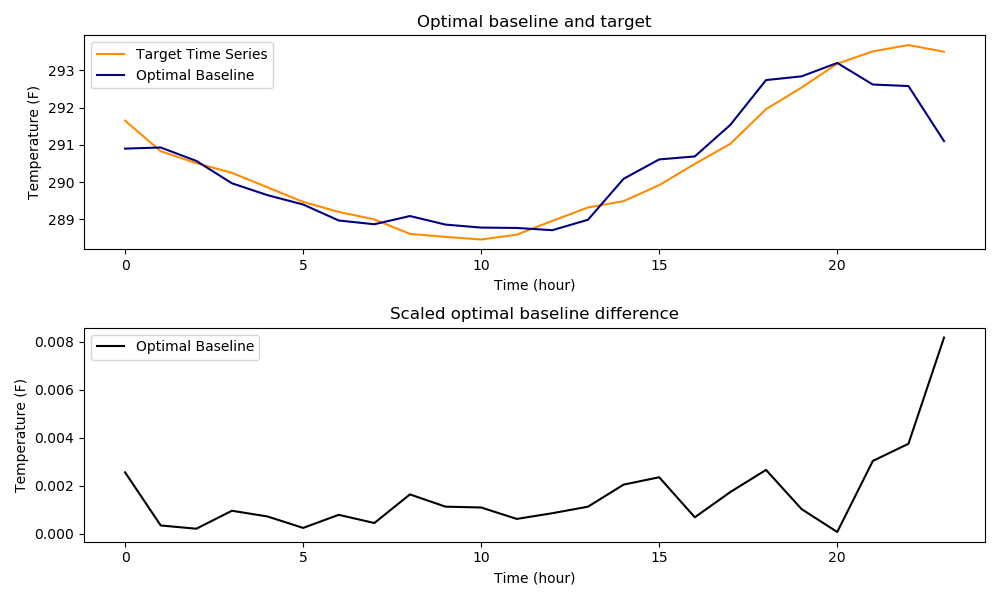 Optimal baseline and target
Target Time Series
Optimal Baseline
Temperature (F)
293
292
291
290
289
0 5 10 15 20
Time (hour)
Scaled optimal baseline difference
Optimal Baseline
Temperature (F)
0.008
0.006
0.004
0.002
0.000
0 5 10 15 20
Time (hour)